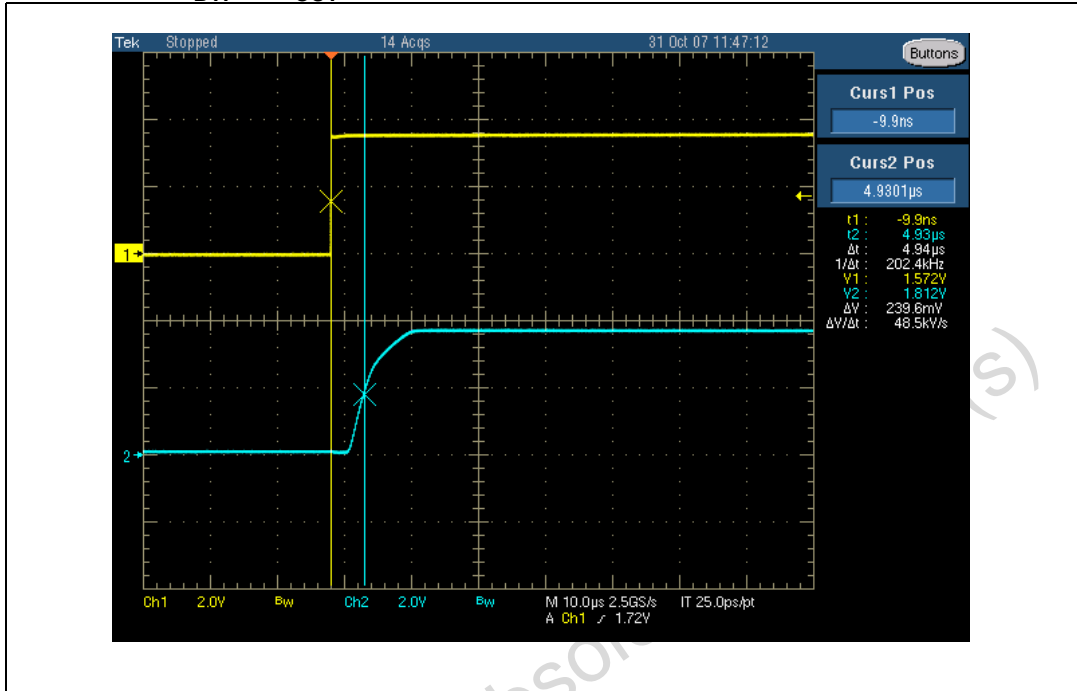 Tek Stopped 14 Acqs 31 Oct 07 11:47:12
Buttons
Curs1 Pos
-9.9ns
Curs2 Pos
4.9301µs
t1 : -9.9ns
t2 : 4.93µs
Δt : 4.94µs
1/Δt : 202.4kHz
V1 : 1.572V
V2 : 1.812V
ΔV : 239.6mV
ΔV/Δt : 48.5kV/s
1
2
Ch1 2.0V Bw Ch2 2.0V Bw M 10.0µs 2.5GS/s IT 25.0ps/pt
A Ch1 / 1.72V
(s)